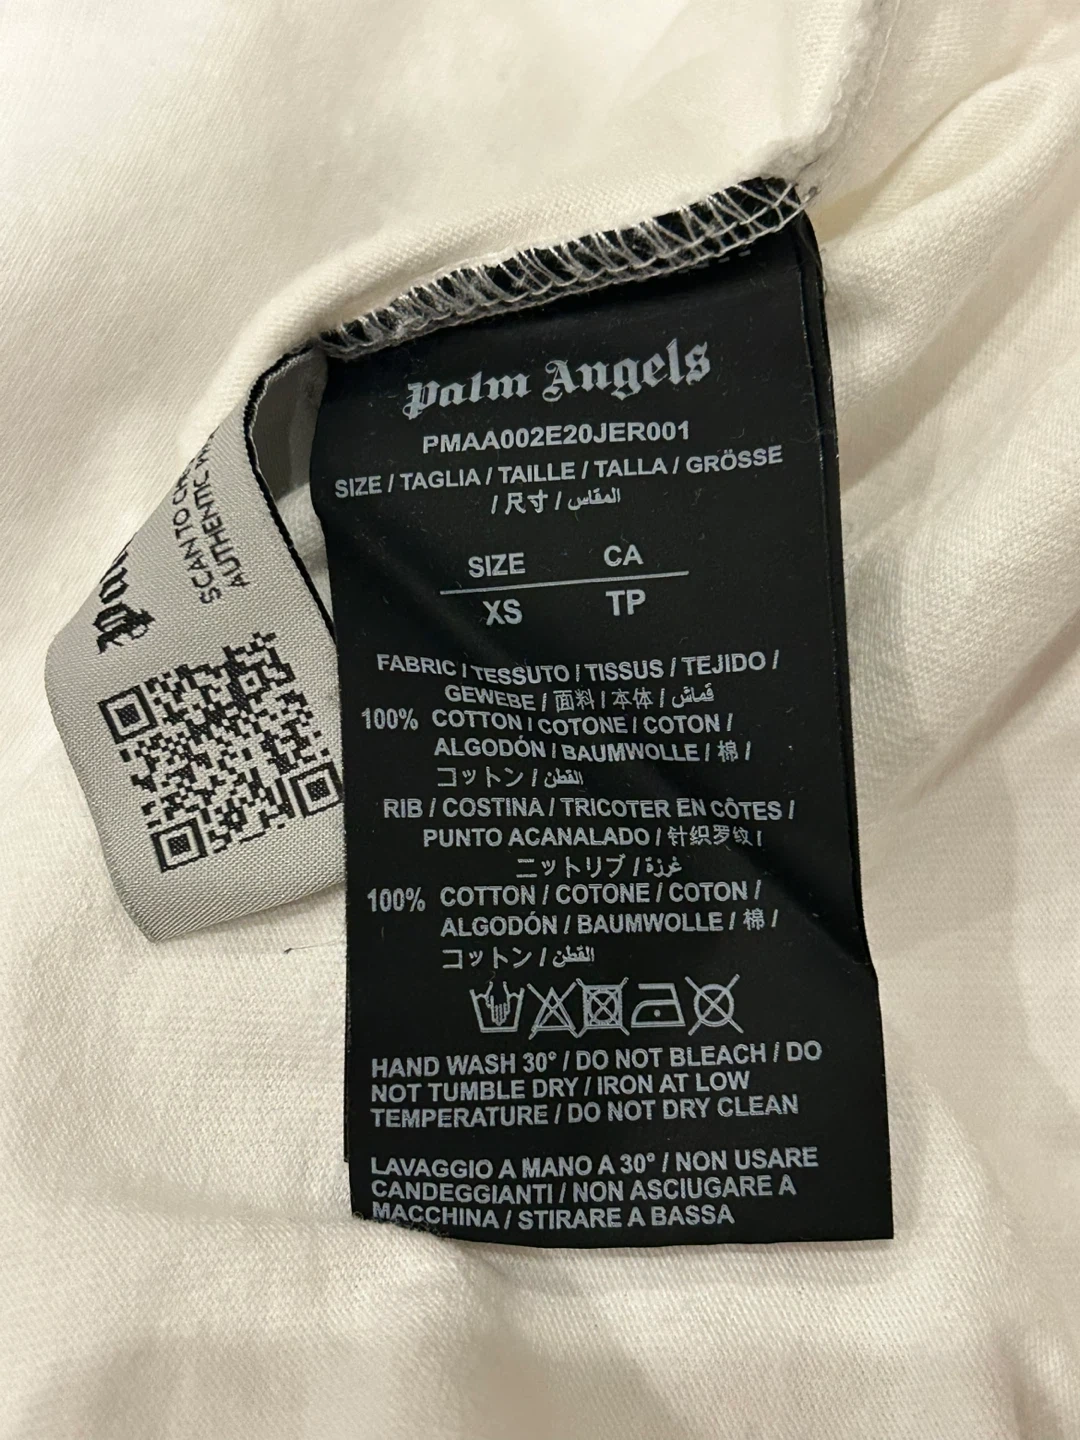 Palm Angels
PMAA002E20JER001
SIZE / TAGLIA / TAILLE / TALLA / GRÖSSE
/ 尺寸 / المقاس
SIZE CA
XS TP
FABRIC / TESSUTO / TISSUS / TEJIDO /
GEWEBE / 面料 / 本体 / قماش
100% COTTON / COTONE / COTON /
ALGODÓN / BAUMWOLLE / 棉 /
コットン / القطن
RIB / COSTINA / TRICOTER EN CÔTES /
PUNTO ACANALADO / 针织罗纹 /
ニットリブ / غرزة
100% COTTON / COTONE / COTON /
ALGODÓN / BAUMWOLLE / 棉 /
コットン / القطن
HAND WASH 30° / DO NOT BLEACH / DO
NOT TUMBLE DRY / IRON AT LOW
TEMPERATURE / DO NOT DRY CLEAN
LAVAGGIO A MANO A 30° / NON USARE
CANDEGGIANTI / NON ASCIUGARE A
MACCHINA / STIRARE A BASSA
SCAN TO
AUTHENTIC